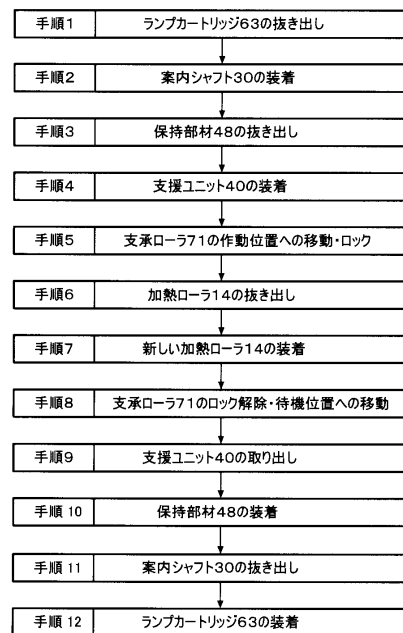 手順1 ランプカートリッジ63の抜き出し
手順2 案内シャフト30の装着
手順3 保持部材48の抜き出し
手順4 支援ユニット40の装着
手順5 支承ローラ71の作動位置への移動・ロック
手順6 加熱ローラ14の抜き出し
手順7 新しい加熱ローラ14の装着
手順8 支承ローラ71のロック解除・待機位置への移動
手順9 支援ユニット40の取り出し
手順 10 保持部材48の装着
手順 11 案内シャフト30の抜き出し
手順 12 ランプカートリッジ63の装着